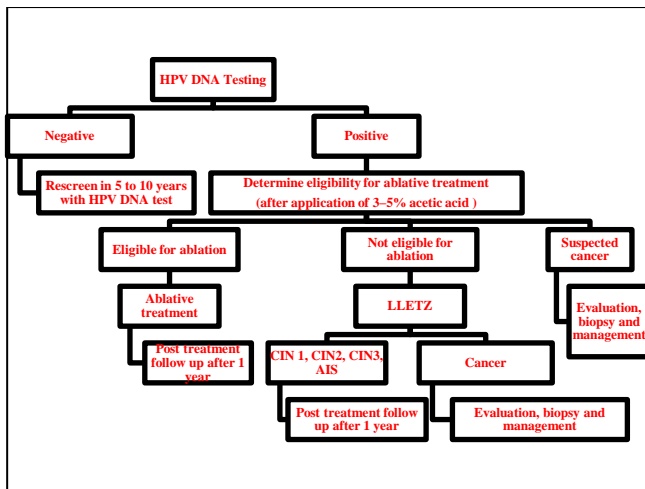 HPV DNA Testing
Negative
Positive
Rescreen in 5 to 10 years
with HPV DNA test
Determine eligibility for ablative treatment
(after application of 3–5% acetic acid )
Eligible for ablation
Not eligible for
ablation
Suspected
cancer
Ablative
treatment
LLETZ
Evaluation,
biopsy and
management
Post treatment
follow up after 1
year
CIN 1, CIN2, CIN3,
AIS
Cancer
Post treatment follow
up after 1 year
Evaluation, biopsy and
management